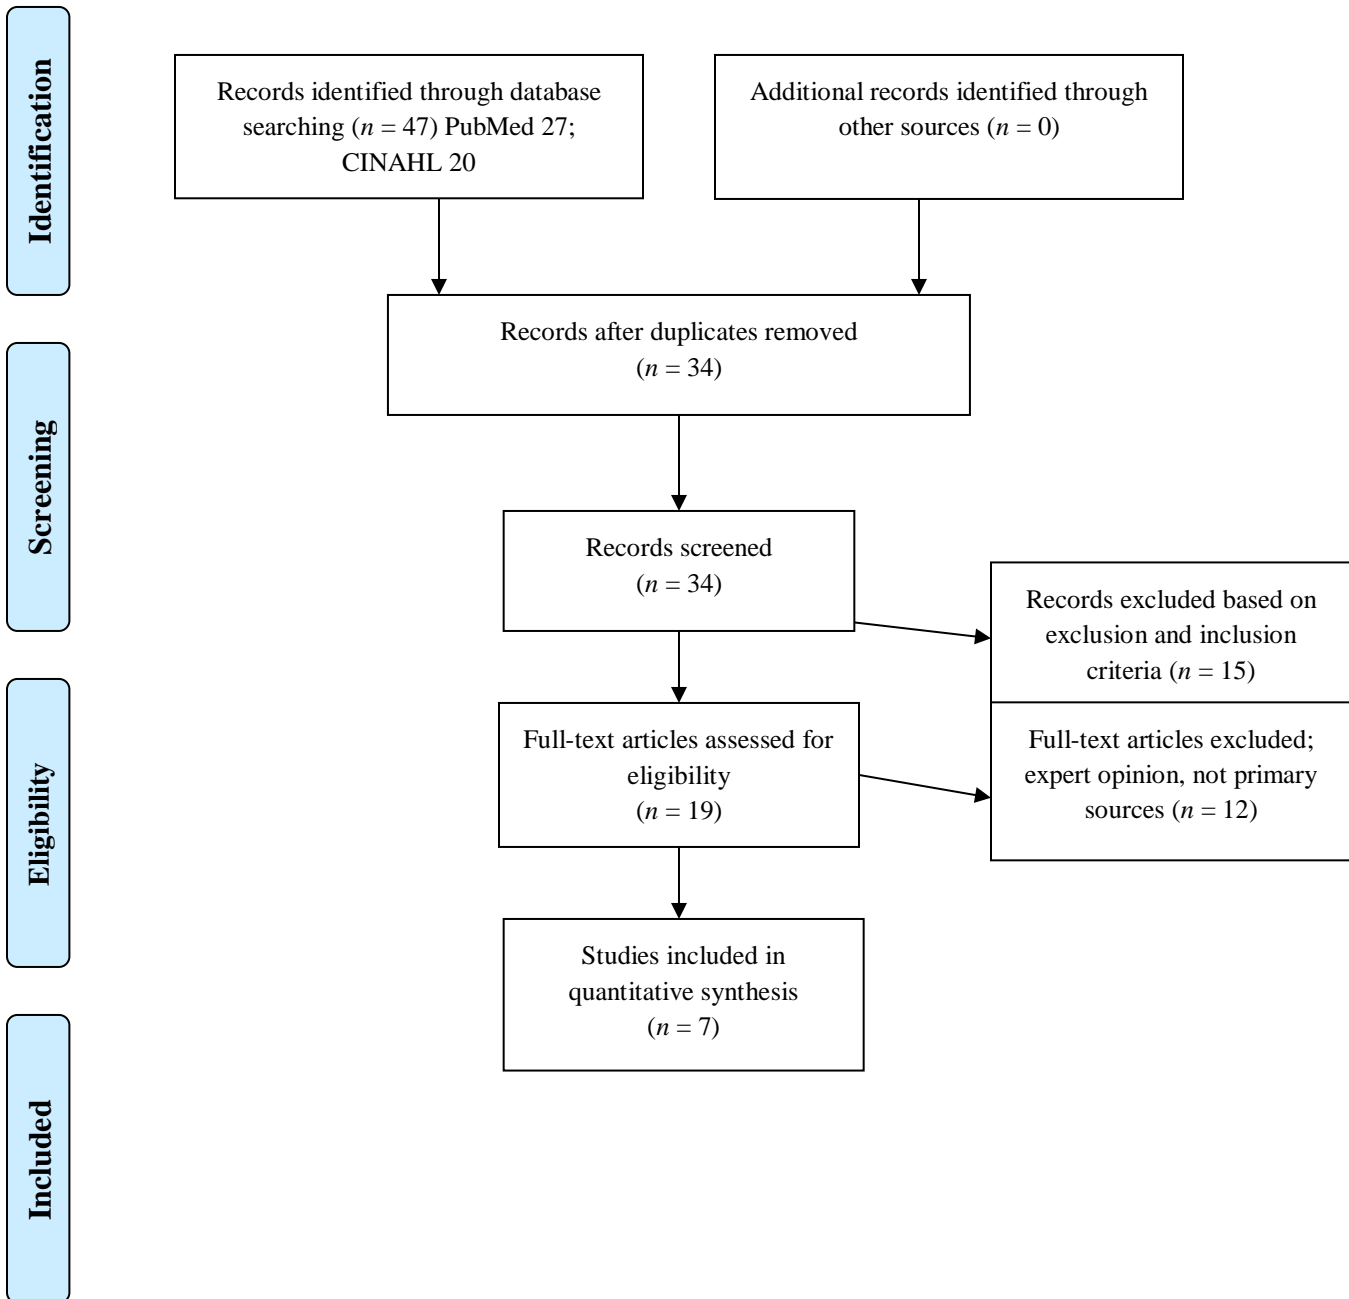 Identification
Records identified through database
searching (n = 47) PubMed 27;
CINAHL 20
Additional records identified through
other sources (n = 0)
Records after duplicates removed
(n = 34)
Screening
Records screened
(n = 34)
Records excluded based on
exclusion and inclusion
criteria (n = 15)
Eligibility
Full-text articles assessed for
eligibility
(n = 19)
Full-text articles excluded;
expert opinion, not primary
sources (n = 12)
Studies included in
quantitative synthesis
(n = 7)
Included